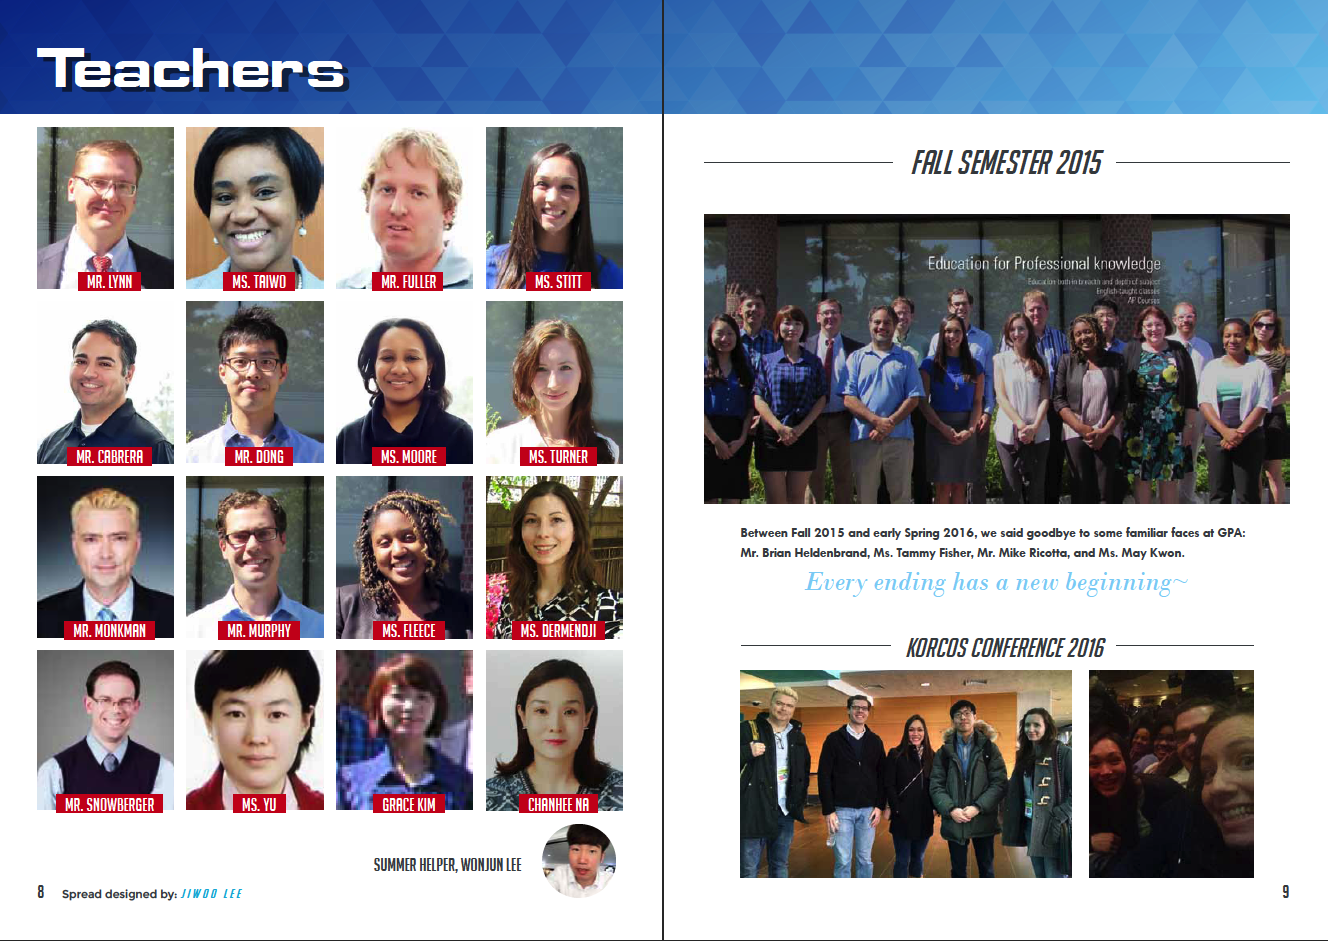 Teachers
MR. LYNN
MS. TAIWO
MR. FULLER
MS. STITT
MR. CABRERA
MR. DONG
MS. MOORE
MS. TURNER
MR. MONKMAN
MR. MURPHY
MS. FLEECE
MS. DERMENDJI
MR. SNOWBERGER
MS. YU
GRACE KIM
CHANHEE NA
SUMMER HELPER, WONJUN LEE
8 Spread designed by: JIWOO LEE
FALL SEMESTER 2015
Education for Professional knowledge
Education both in breadth and depth of subject
English-taught classes
AP Courses
Between Fall 2015 and early Spring 2016, we said goodbye to some familiar faces at GPA:
Mr. Brian Heldenbrand, Ms. Tammy Fisher, Mr. Mike Ricotta, and Ms. May Kwon.
Every ending has a new beginning~
KORCOS CONFERENCE 2016
9